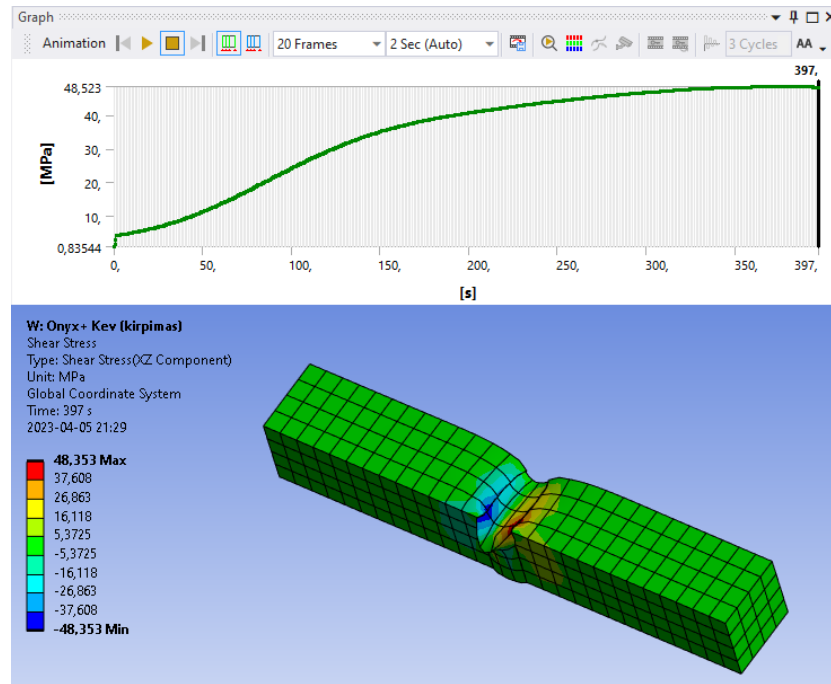 Graph
Animation 20 Frames 2 Sec (Auto) 3 Cycles AA
397,
48,523
40,
30,
20,
10,
0,83544
[MPa]
0, 50, 100, 150, 200, 250, 300, 350, 397,
[s]
W: Onyx+ Kev (kirpimas)
Shear Stress
Type: Shear Stress(XZ Component)
Unit: MPa
Global Coordinate System
Time: 397 s
2023-04-05 21:29
48,353 Max
37,608
26,863
16,118
5,3725
-5,3725
-16,118
-26,863
-37,608
-48,353 Min